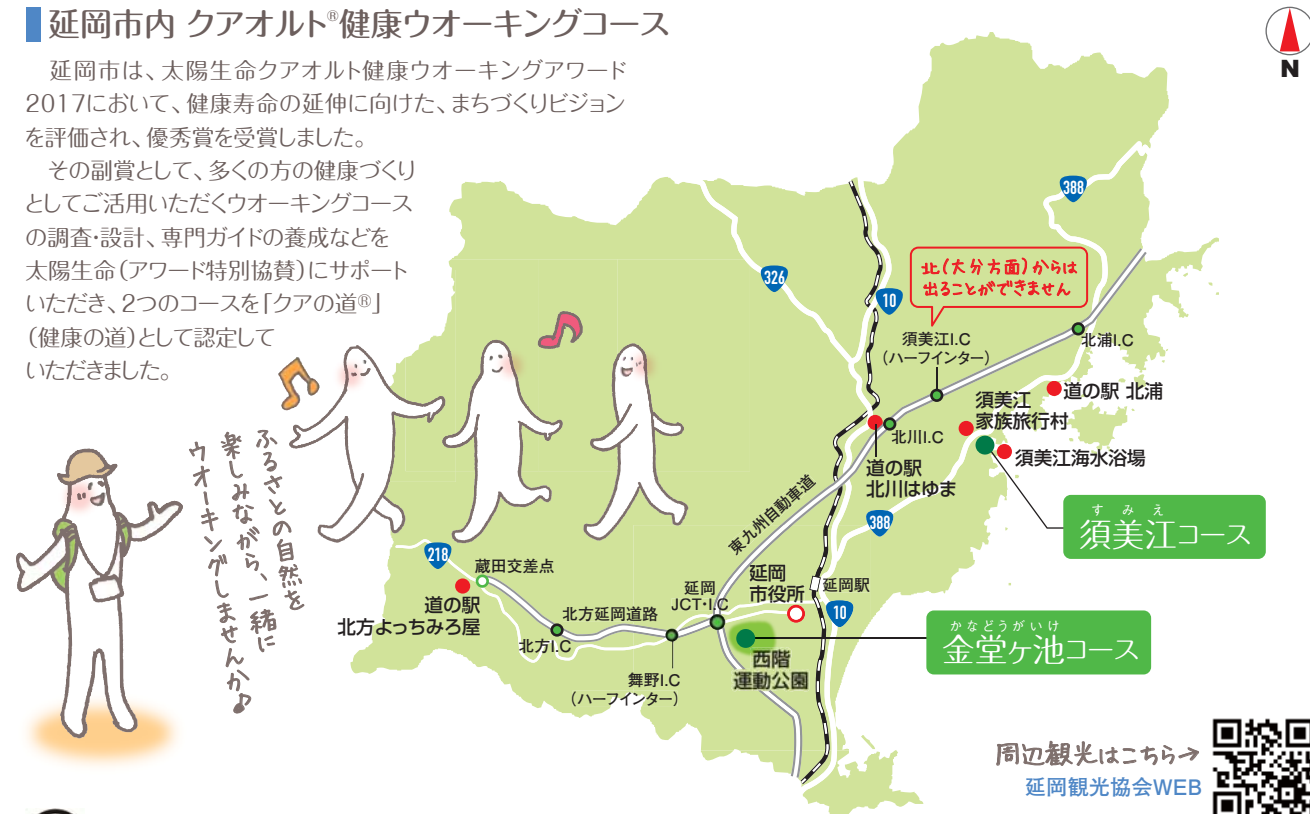 延岡市内 クアオルト®健康ウオーキングコース
延岡市は、太陽生命クアオルト健康ウオーキングアワード
2017において、健康寿命の延伸に向けた、まちづくりビジョン
を評価され、優秀賞を受賞しました。
その副賞として、多くの方の健康づくり
としてご活用いただくウオーキングコース
の調査・設計、専門ガイドの養成などを
太陽生命(アワード特別協賛)にサポート
いただき、2つのコースを「クアの道®」
(健康の道)として認定して
いただきました。
ふるさとの自然を
楽しみながら、一緒に
ウオーキングしませんか♪
N
388
326
10
北(大分方面)からは
出ることができません
須美江I.C
(ハーフインター)
北浦I.C
道の駅 北浦
須美江
家族旅行村
北川I.C
須美江海水浴場
道の駅
北川はゆま
東九州自動車道
388
すみえ
須美江コース
218
蔵田交差点
道の駅
北方よっちみろ屋
北方延岡道路
北方I.C
舞野I.C
(ハーフインター)
延岡
JCT・I.C
延岡
市役所
延岡駅
10
西階
運動公園
かなどうがいけ
金堂ヶ池コース
周辺観光はこちら→
延岡観光協会WEB